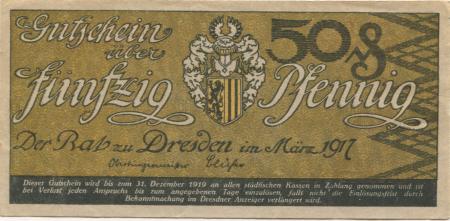 Gutschein
über
fünfzig Pfennig
50 ₰
Der Rat zu Dresden im März 1917
Oberbürgermeister Blüher
Dieser Gutschein wird bis zum 31. Dezember 1919 an allen städtischen Kassen in Zahlung genommen und ist
bei Verlust jeden Anspruchs bis zum angegebenen Tage einzulösen, falls nicht die Einlösungsfrist durch
Bekanntmachung im Dresdner Anzeiger verlängert wird.